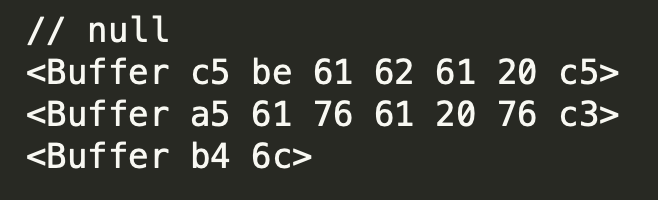 // null
<Buffer c5 be 61 62 61 20 c5>
<Buffer a5 61 76 61 20 76 c3>
<Buffer b4 6c>